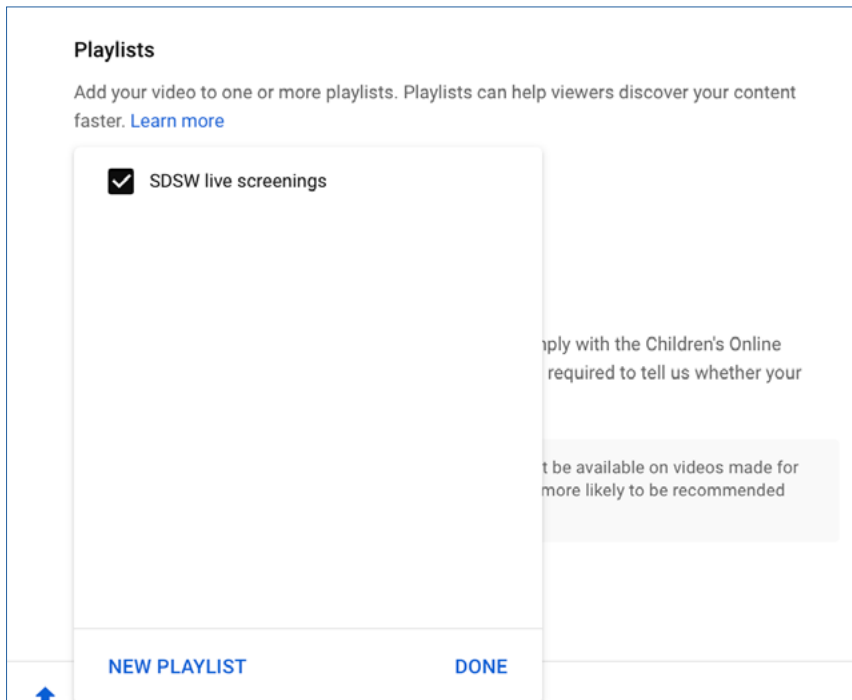 Playlists
Add your video to one or more playlists. Playlists can help viewers discover your content
faster. Learn more
SDSW live screenings
nply with the Children's Online
required to tell us whether your
t be available on videos made for
more likely to be recommended
NEW PLAYLIST
DONE